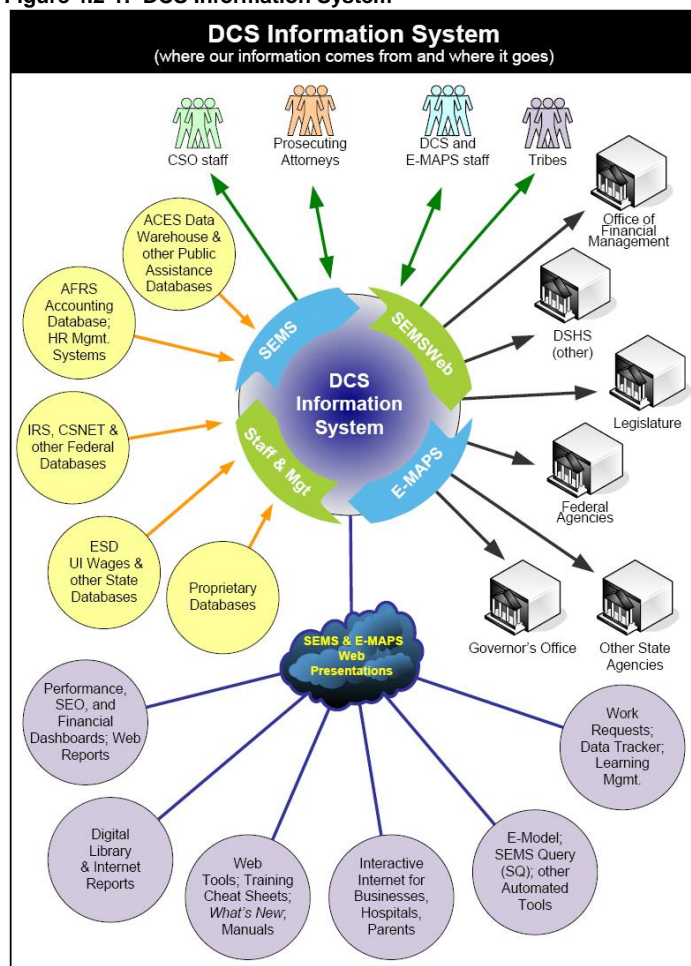 Figure 4.2-1. DCS Information System
DCS Information System
(where our information comes from and where it goes)
CSO staff
Prosecuting
Attorneys
DCS and
E-MAPS staff
Tribes
Office of
Financial
Management
ACES Data
Warehouse &
other Public
Assistance
Databases
AFRS
Accounting
Database;
HR Mgmt.
Systems
DSHS
(other)
SEMS
SEMSWeb
DCS
Information
System
Staff & Mgt
E-MAPS
Legislature
IRS, CSNET &
other Federal
Databases
Federal
Agencies
ESD
UI Wages &
other State
Databases
Proprietary
Databases
Governor's Office
Other State
Agencies
SEMS & E-MAPS
Web
Presentations
Performance,
SEO, and
Financial
Dashboards; Web
Reports
Work
Requests;
Data Tracker;
Learning
Mgmt.
Digital
Library
& Internet
Reports
Web
Tools; Training
Cheat Sheets;
What's New;
Manuals
Interactive
Internet for
Businesses,
Hospitals,
Parents
E-Model;
SEMS Query
(SQ); other
Automated
Tools